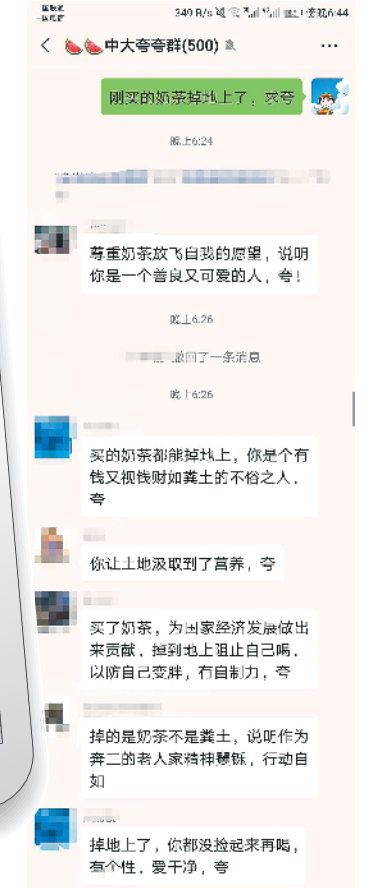 349 B/s
晚上6:44
中大夸夸群(500)
刚买的奶茶掉地上了，求夸
晚上6:24
尊重奶茶放飞自我的愿望，说明
你是一个善良又可爱的人，夸！
晚上6:26
撤回了一条消息
晚上6:26
买的奶茶都能掉地上，你是个有
钱又视钱财如粪土的不俗之人，
夸
你让土地汲取到了营养，夸
买了奶茶，为国家经济发展做出
来贡献，掉到地上阻止自己喝，
以防自己变胖，有自制力，夸
掉的是奶茶不是粪土，说明作为
奔三的老人家精神矍铄，行动自
如
掉地上了，你都没捡起来再喝，
有个性，爱干净，夸